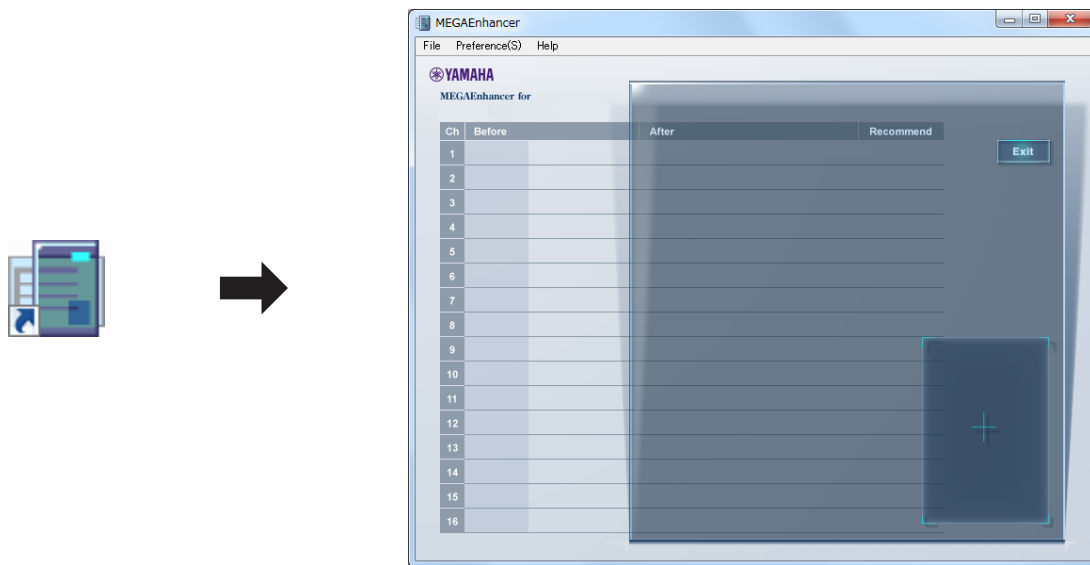 MEGAEnhancer
File Preference(S) Help
YAMAHA
MEGAEnhancer for
Ch Before After Recommend
Exit
1
2
3
4
5
6
7
8
9
10
11
12
13
14
15
16